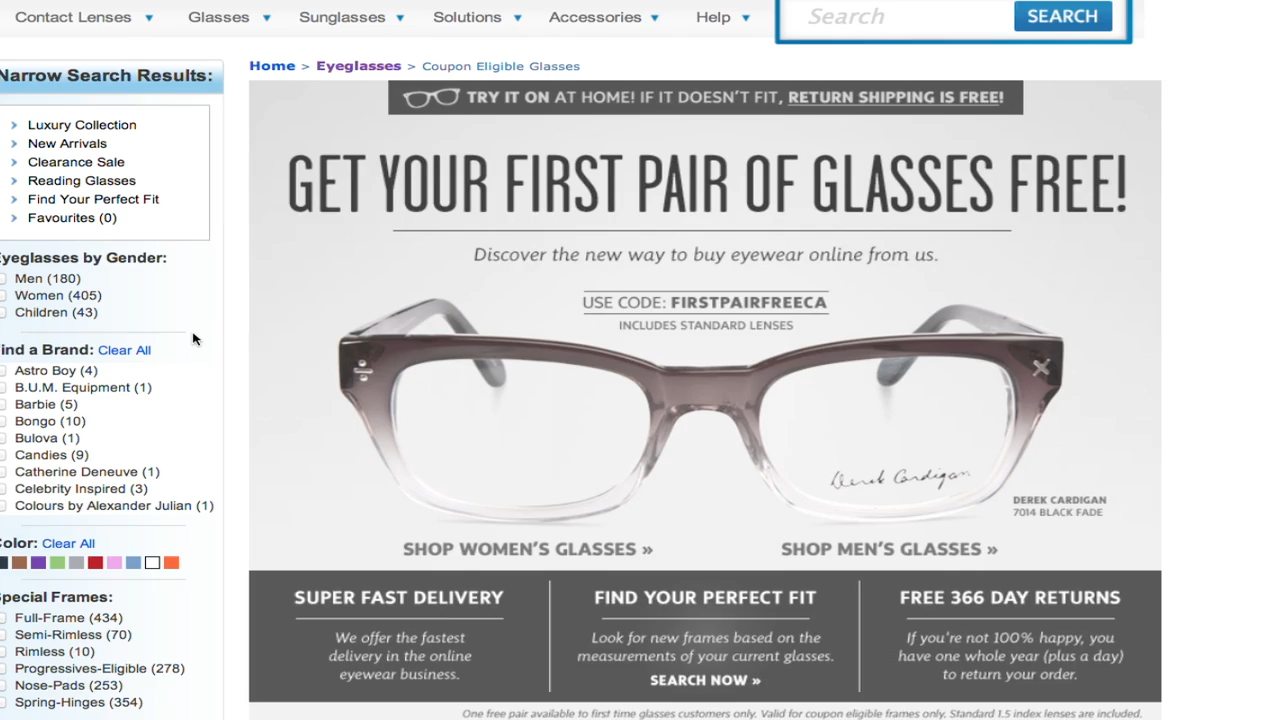 Contact Lenses Glasses Sunglasses Solutions Accessories Help Search SEARCH
Home > Eyeglasses > Coupon Eligible Glasses
Narrow Search Results:
Luxury Collection
New Arrivals
Clearance Sale
Reading Glasses
Find Your Perfect Fit
Favourites (0)
Eyeglasses by Gender:
Men (180)
Women (405)
Children (43)
Find a Brand: Clear All
Astro Boy (4)
B.U.M. Equipment (1)
Barbie (5)
Bongo (10)
Bulova (1)
Candies (9)
Catherine Deneuve (1)
Celebrity Inspired (3)
Colours by Alexander Julian (1)
Color: Clear All
Special Frames:
Full-Frame (434)
Semi-Rimless (70)
Rimless (10)
Progressives-Eligible (278)
Nose-Pads (253)
Spring-Hinges (354)
TRY IT ON AT HOME! IF IT DOESN'T FIT, RETURN SHIPPING IS FREE!
GET YOUR FIRST PAIR OF GLASSES FREE!
Discover the new way to buy eyewear online from us.
USE CODE: FIRSTPAIRFREECA
INCLUDES STANDARD LENSES
Derek Cardigan
DEREK CARDIGAN
7014 BLACK FADE
SHOP WOMEN'S GLASSES »
SHOP MEN'S GLASSES »
SUPER FAST DELIVERY
We offer the fastest
delivery in the online
eyewear business.
FIND YOUR PERFECT FIT
Look for new frames based on the
measurements of your current glasses.
SEARCH NOW »
FREE 366 DAY RETURNS
If you're not 100% happy, you
have one whole year (plus a day)
to return your order.
One free pair available to first time glasses customers only. Valid for coupon eligible frames only. Standard 1.5 index lenses are included.